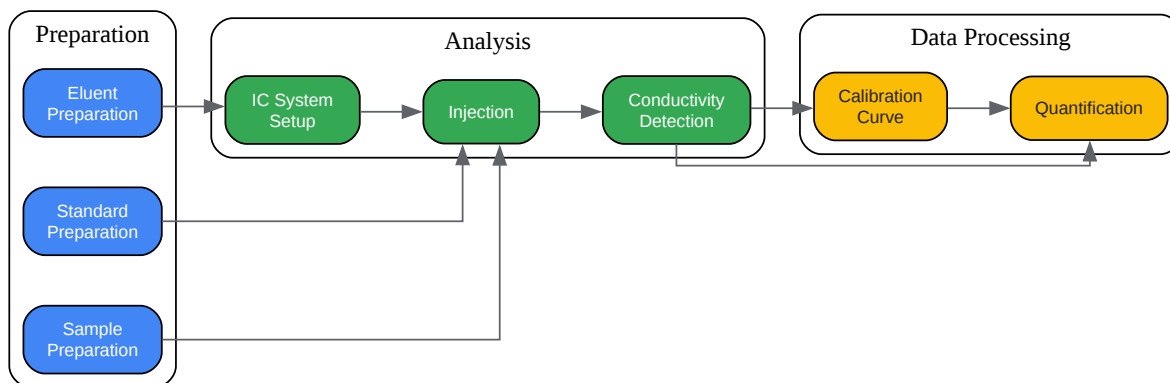 Preparation
Eluent
Preparation
Standard
Preparation
Sample
Preparation
Analysis
IC System
Setup
Injection
Conductivity
Detection
Data Processing
Calibration
Curve
Quantification